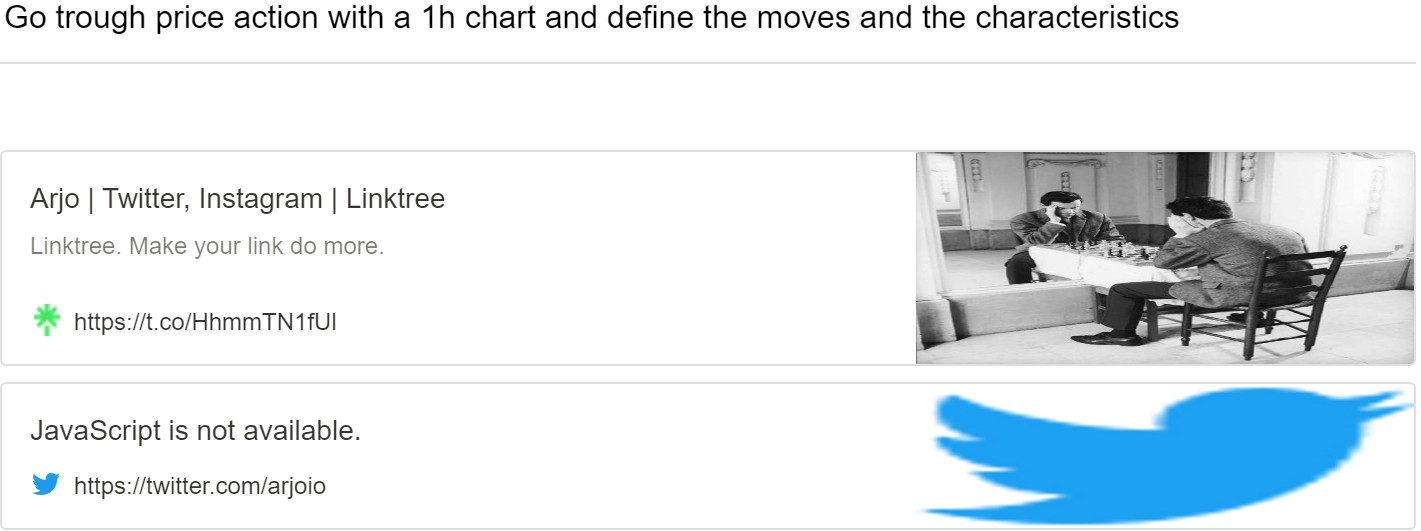 Go trough price action with a 1h chart and define the moves and the characteristics
Arjo | Twitter, Instagram | Linktree
Linktree. Make your link do more.
https://t.co/HhmmTN1fUl
JavaScript is not available.
https://twitter.com/arjoio